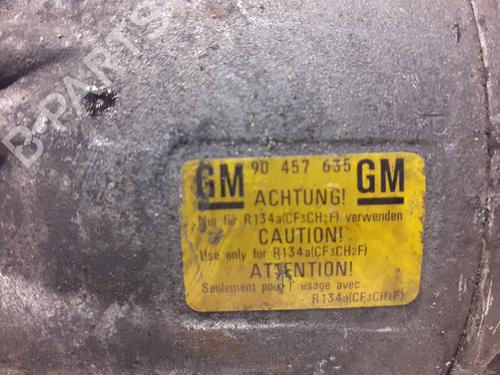 B-PARTS
GM 90 457 635 GM
ACHTUNG!
Nur für R134a(CF3CH2F) verwenden
CAUTION!
Use only for R134a(CF3CH2F)
ATTENTION!
Seulement pour l'usage avec
R134a(CF3CH2F)